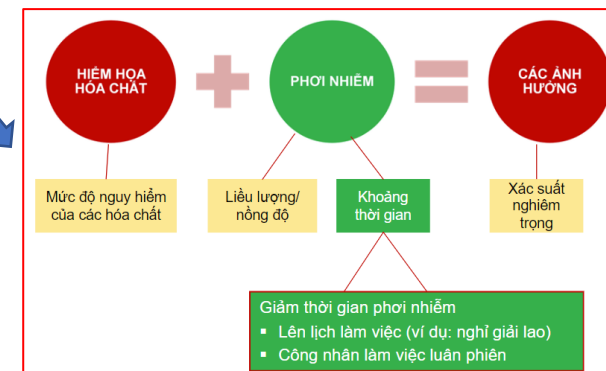 HIỂM HỌA
HÓA CHẤT
PHƠI NHIỄM
CÁC ẢNH
HƯỞNG
Mức độ nguy hiểm
của các hóa chất
Liều lượng/
nồng độ
Khoảng
thời gian
Xác suất
nghiêm
trọng
Giảm thời gian phơi nhiễm
▪ Lên lịch làm việc (ví dụ: nghỉ giải lao)
▪ Công nhân làm việc luân phiên